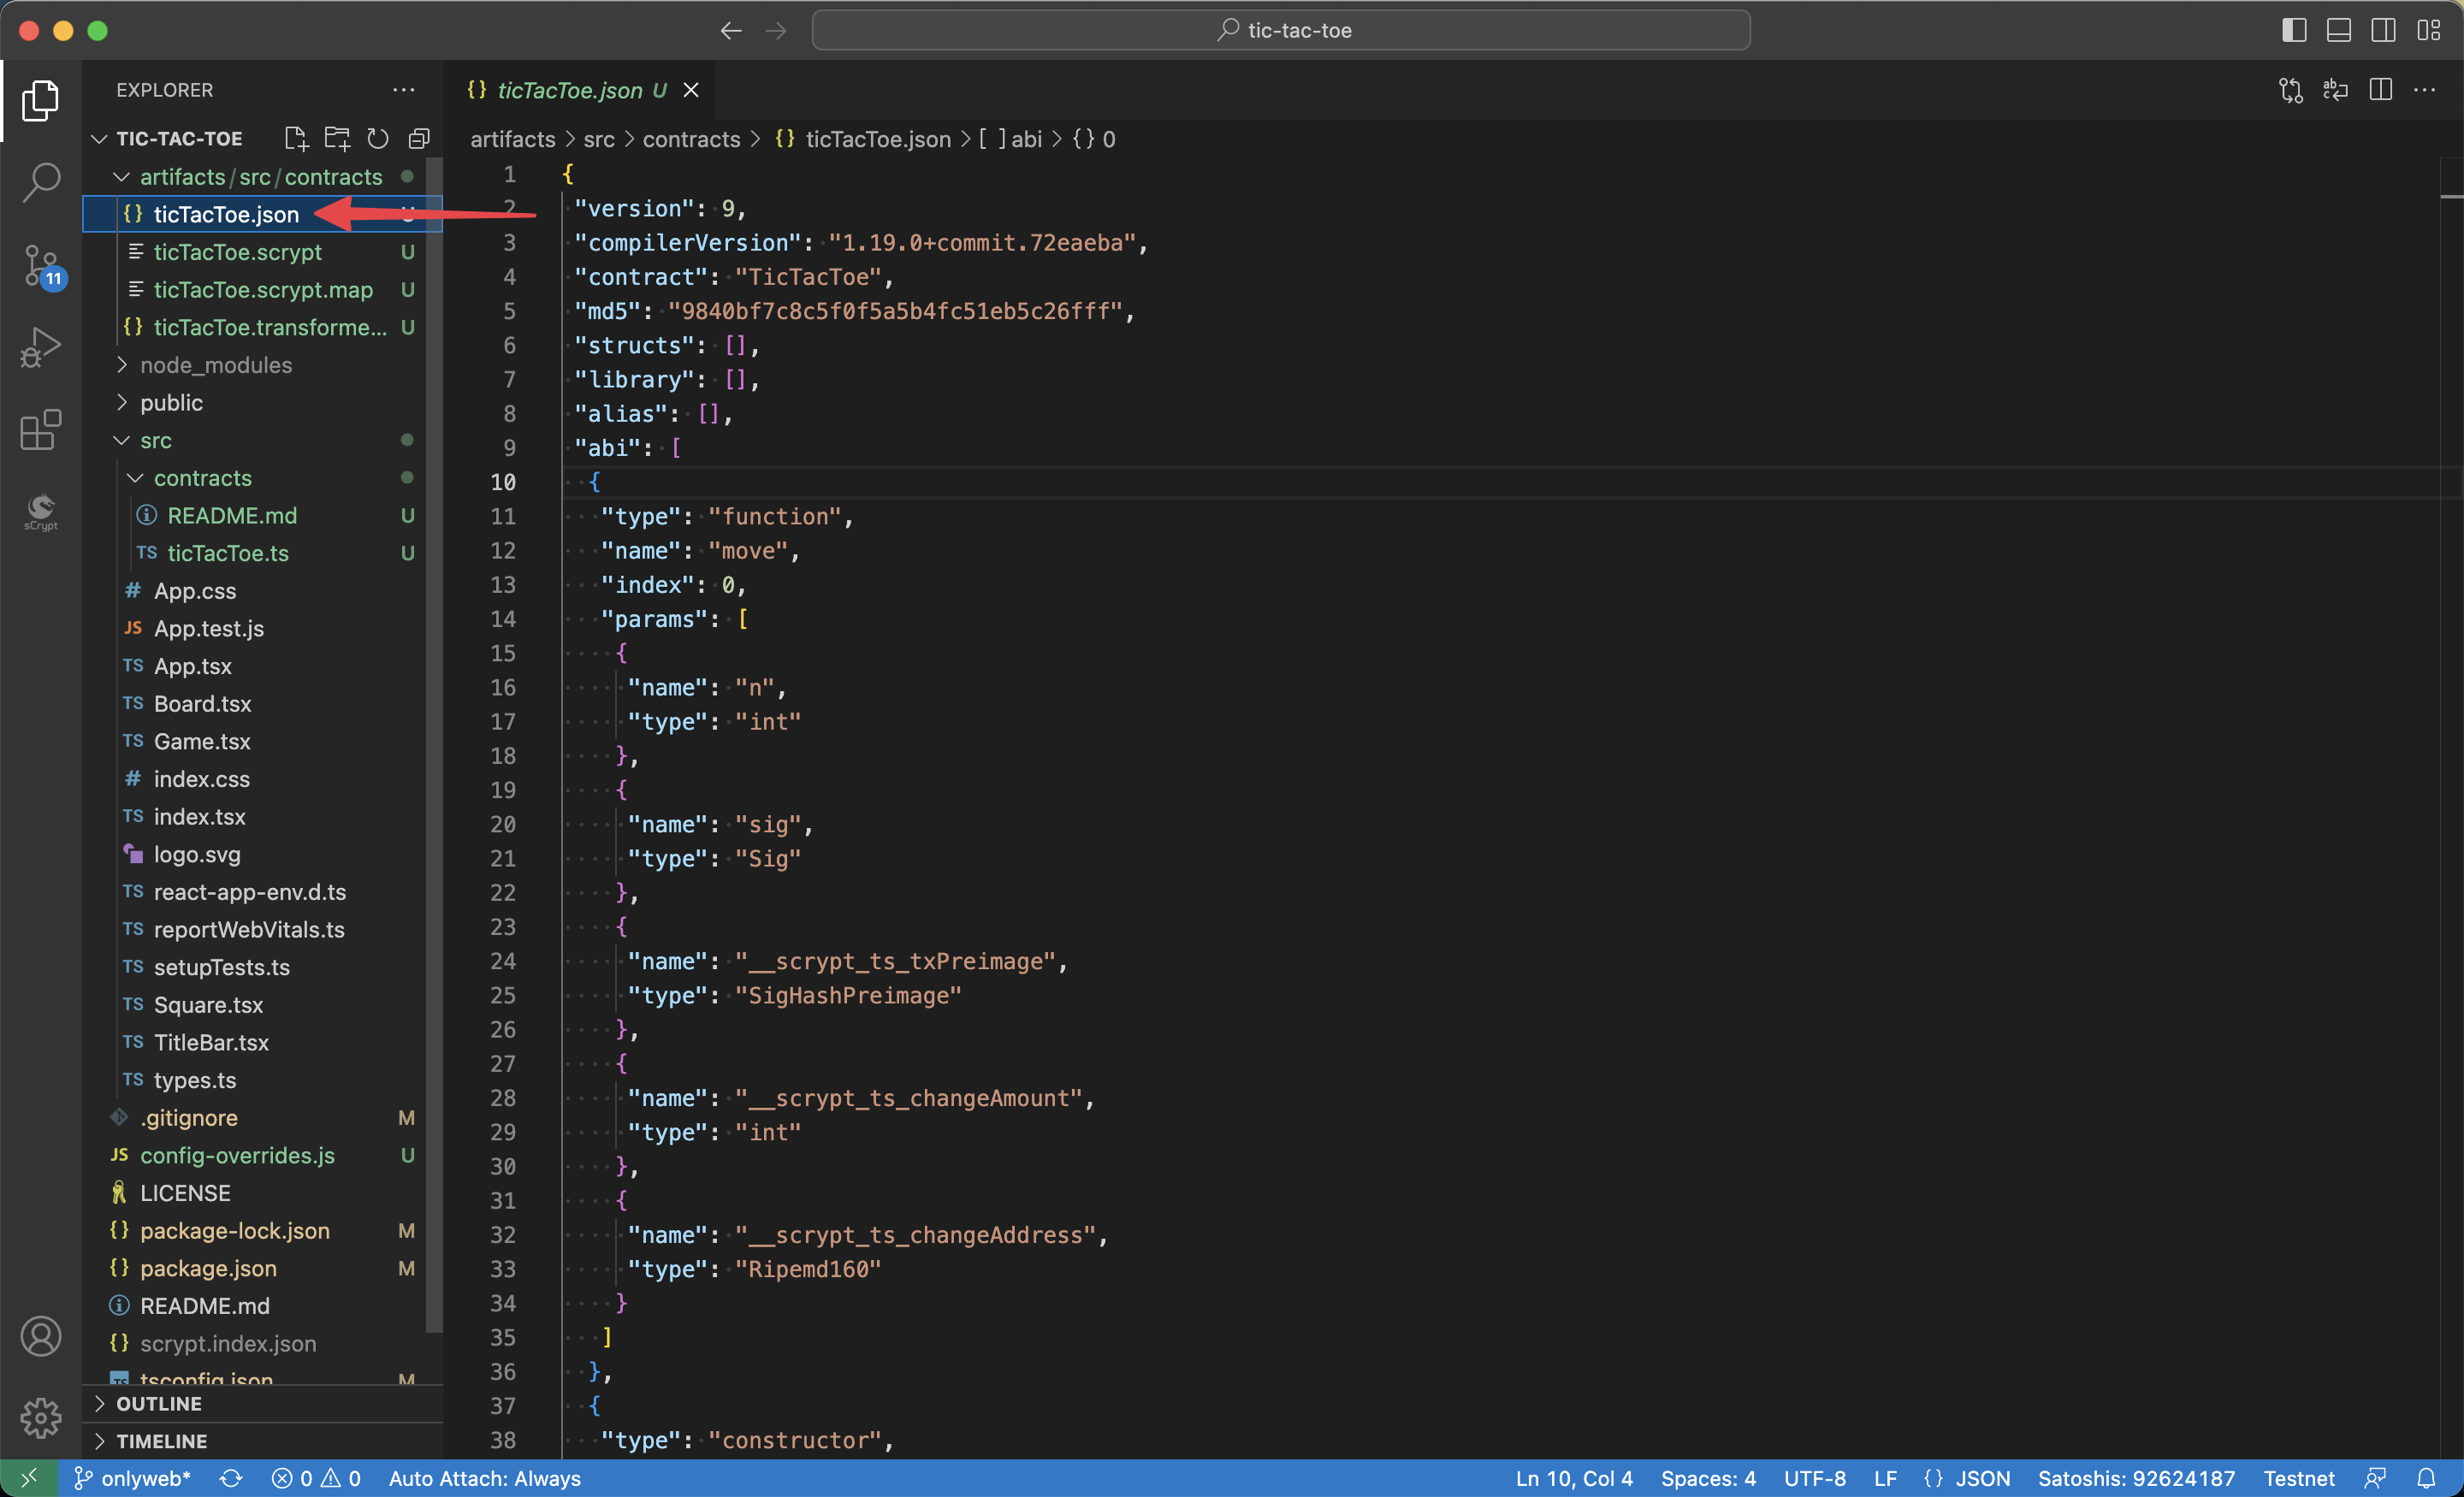 tic-tac-toe
EXPLORER
TIC-TAC-TOE
artifacts/src/contracts
{} ticTacToe.json U
ticTacToe.scrypt U
ticTacToe.scrypt.map U
{} ticTacToe.transforme... U
node_modules
public
src
contracts
README.md U
TS ticTacToe.ts U
# App.css
JS App.test.js
TS App.tsx
TS Board.tsx
TS Game.tsx
# index.css
TS index.tsx
logo.svg
TS react-app-env.d.ts
TS reportWebVitals.ts
TS setupTests.ts
TS Square.tsx
TS TitleBar.tsx
TS types.ts
.gitignore M
JS config-overrides.js U
LICENSE
{} package-lock.json M
{} package.json M
README.md
{} scrypt.index.json
TS tsconfig.json M
OUTLINE
TIMELINE
11
sCrypt
{} ticTacToe.json U
artifacts > src > contracts > {} ticTacToe.json > [ ] abi > {} 0
1 {
2 "version": 9,
3 "compilerVersion": "1.19.0+commit.72eaeba",
4 "contract": "TicTacToe",
5 "md5": "9840bf7c8c5f0f5a5b4fc51eb5c26fff",
6 "structs": [],
7 "library": [],
8 "alias": [],
9 "abi": [
10 {
11 "type": "function",
12 "name": "move",
13 "index": 0,
14 "params": [
15 {
16 "name": "n",
17 "type": "int"
18 },
19 {
20 "name": "sig",
21 "type": "Sig"
22 },
23 {
24 "name": "__scrypt_ts_txPreimage",
25 "type": "SigHashPreimage"
26 },
27 {
28 "name": "__scrypt_ts_changeAmount",
29 "type": "int"
30 },
31 {
32 "name": "__scrypt_ts_changeAddress",
33 "type": "Ripemd160"
34 }
35 ]
36 },
37 {
38 "type": "constructor",
onlyweb* 0 0 Auto Attach: Always Ln 10, Col 4 Spaces: 4 UTF-8 LF {} JSON Satoshis: 92624187 Testnet